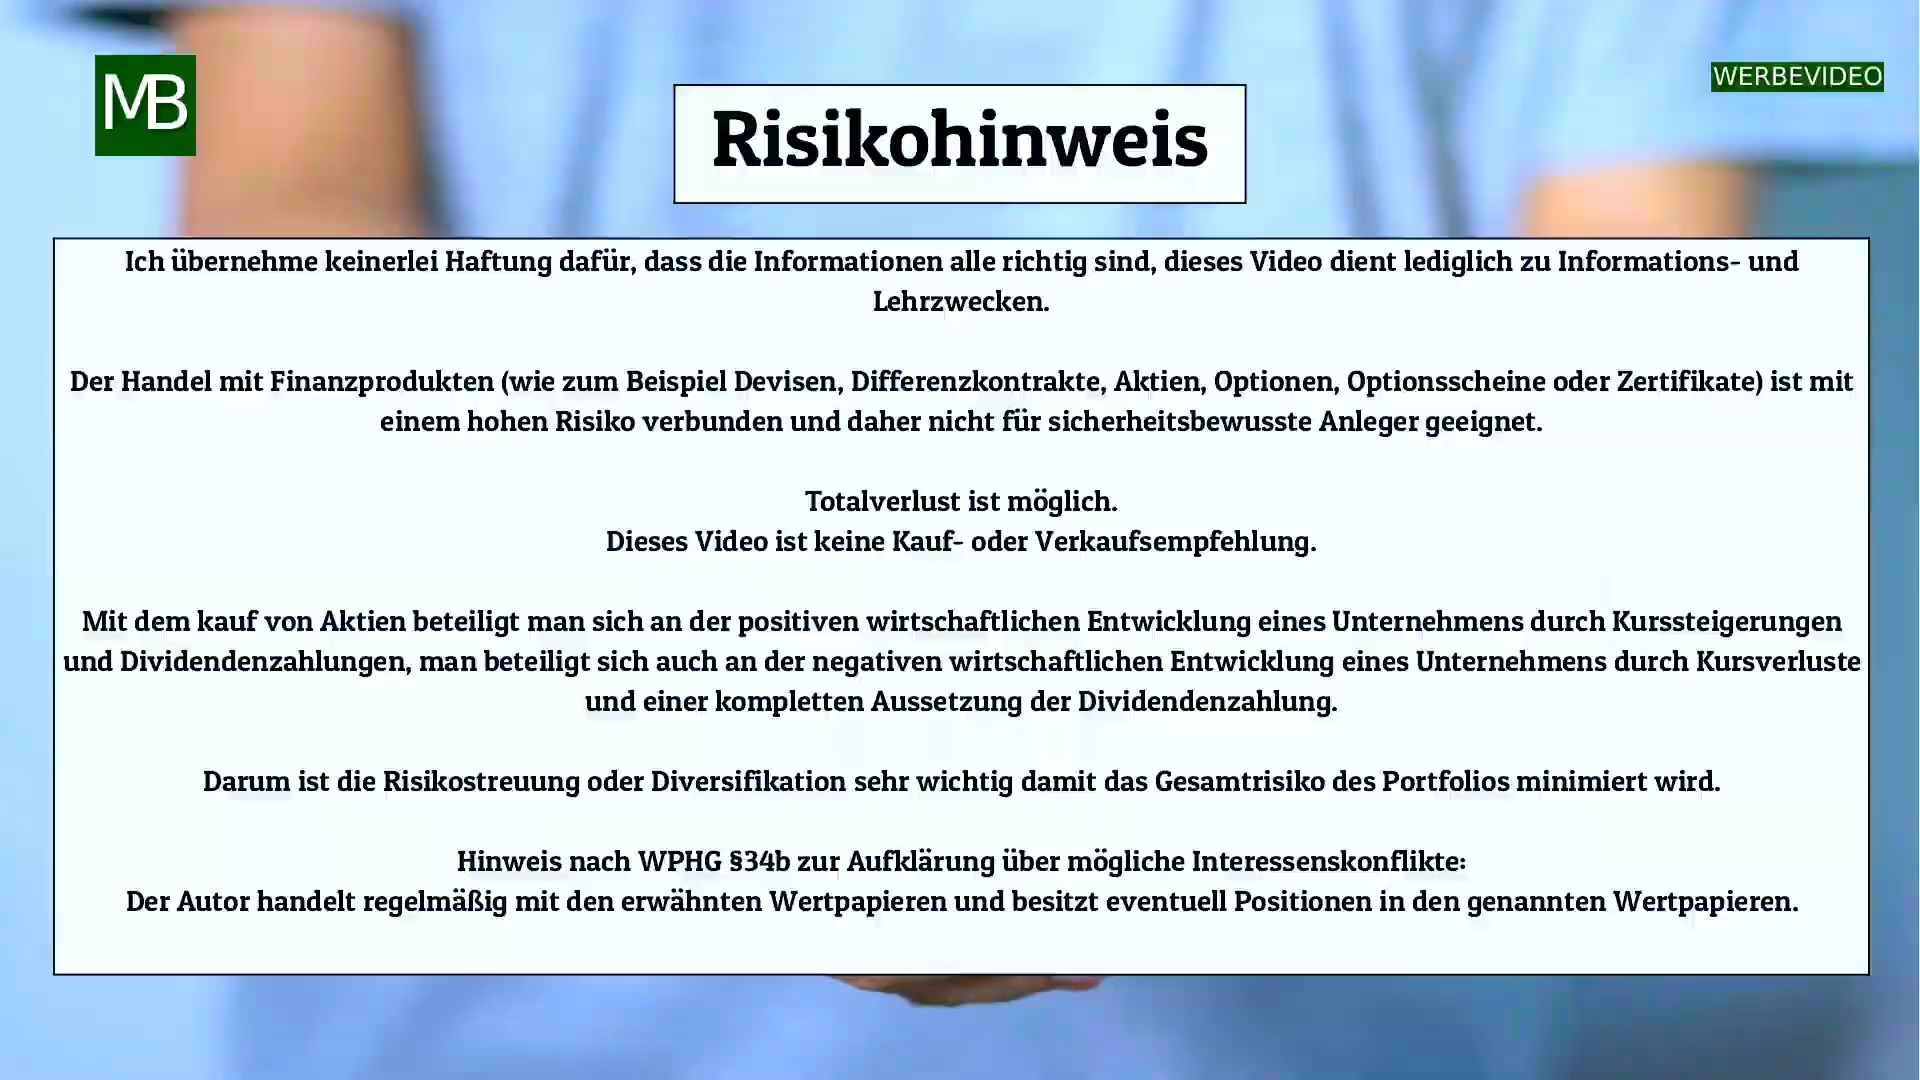 MB
WERBEVIDEO
Risikohinweis
Ich übernehme keinerlei Haftung dafür, dass die Informationen alle richtig sind, dieses Video dient lediglich zu Informations- und
Lehrzwecken.
Der Handel mit Finanzprodukten (wie zum Beispiel Devisen, Differenzkontrakte, Aktien, Optionen, Optionsscheine oder Zertifikate) ist mit
einem hohen Risiko verbunden und daher nicht für sicherheitsbewusste Anleger geeignet.
Totalverlust ist möglich.
Dieses Video ist keine Kauf- oder Verkaufsempfehlung.
Mit dem kauf von Aktien beteiligt man sich an der positiven wirtschaftlichen Entwicklung eines Unternehmens durch Kurssteigerungen
und Dividendenzahlungen, man beteiligt sich auch an der negativen wirtschaftlichen Entwicklung eines Unternehmens durch Kursverluste
und einer kompletten Aussetzung der Dividendenzahlung.
Darum ist die Risikostreuung oder Diversifikation sehr wichtig damit das Gesamtrisiko des Portfolios minimiert wird.
Hinweis nach WPHG §34b zur Aufklärung über mögliche Interessenskonflikte:
Der Autor handelt regelmäßig mit den erwähnten Wertpapieren und besitzt eventuell Positionen in den genannten Wertpapieren.